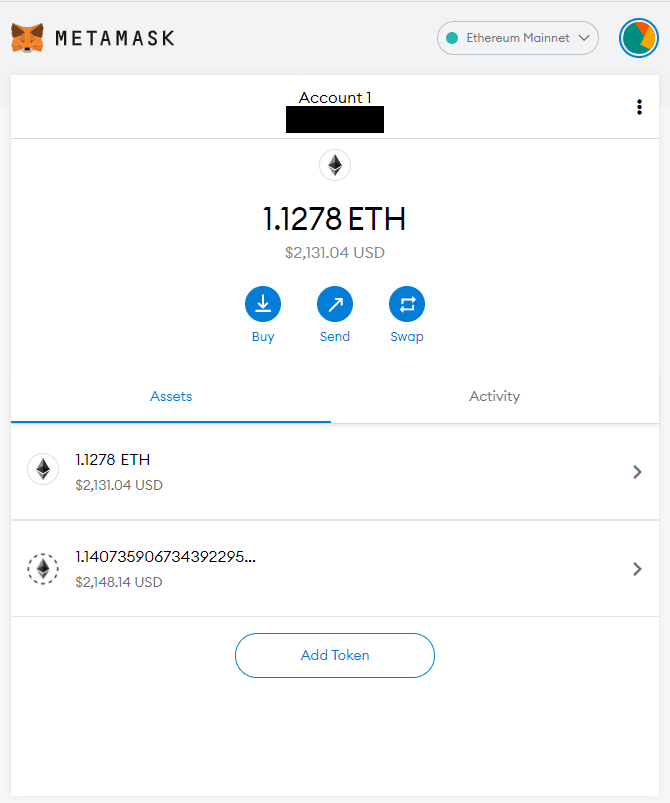 METAMASK
Ethereum Mainnet
Account 1
1.1278 ETH
$2,131.04 USD
Buy Send Swap
Assets Activity
1.1278 ETH
$2,131.04 USD
1.140735906734392295...
$2,148.14 USD
Add Token